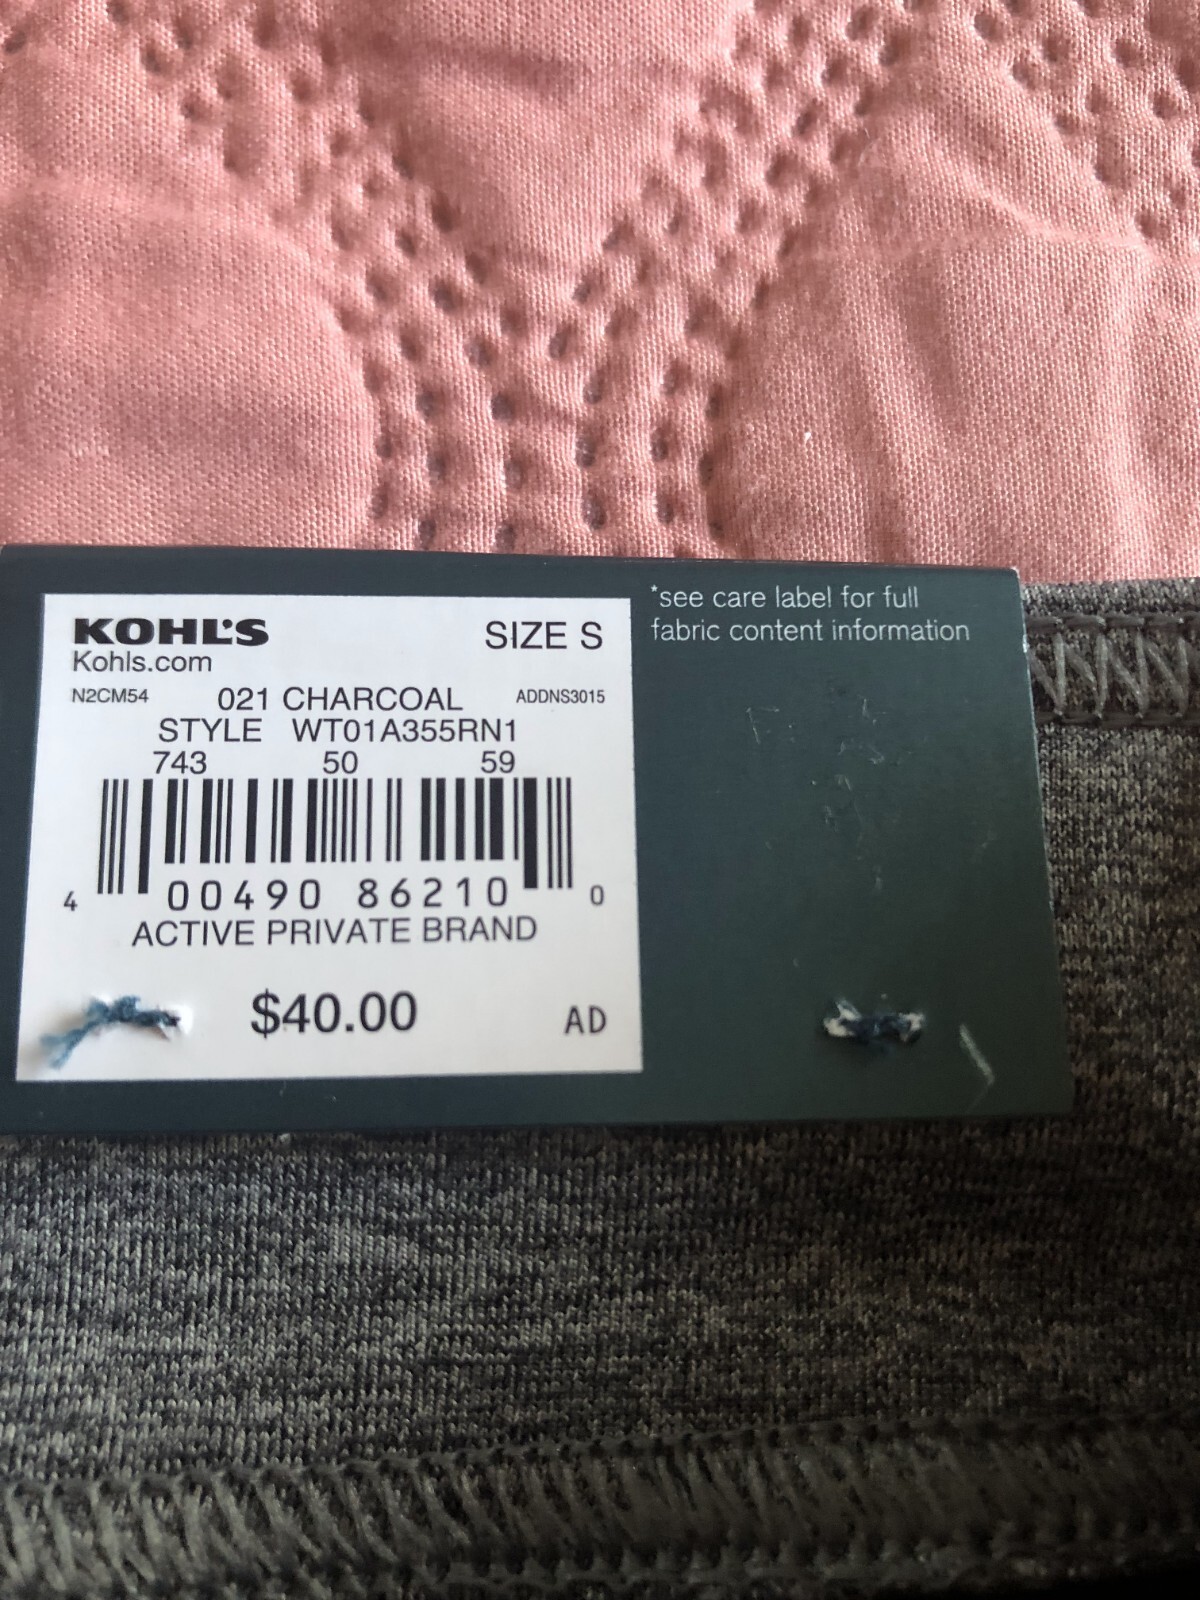 KOHL'S
SIZE S
Kohls.com
N2CM54 021 CHARCOAL ADDNS3015
STYLE WT01A355RN1
743 50 59
4 00490 86210 0
ACTIVE PRIVATE BRAND
$40.00 AD
*see care label for full
fabric content information